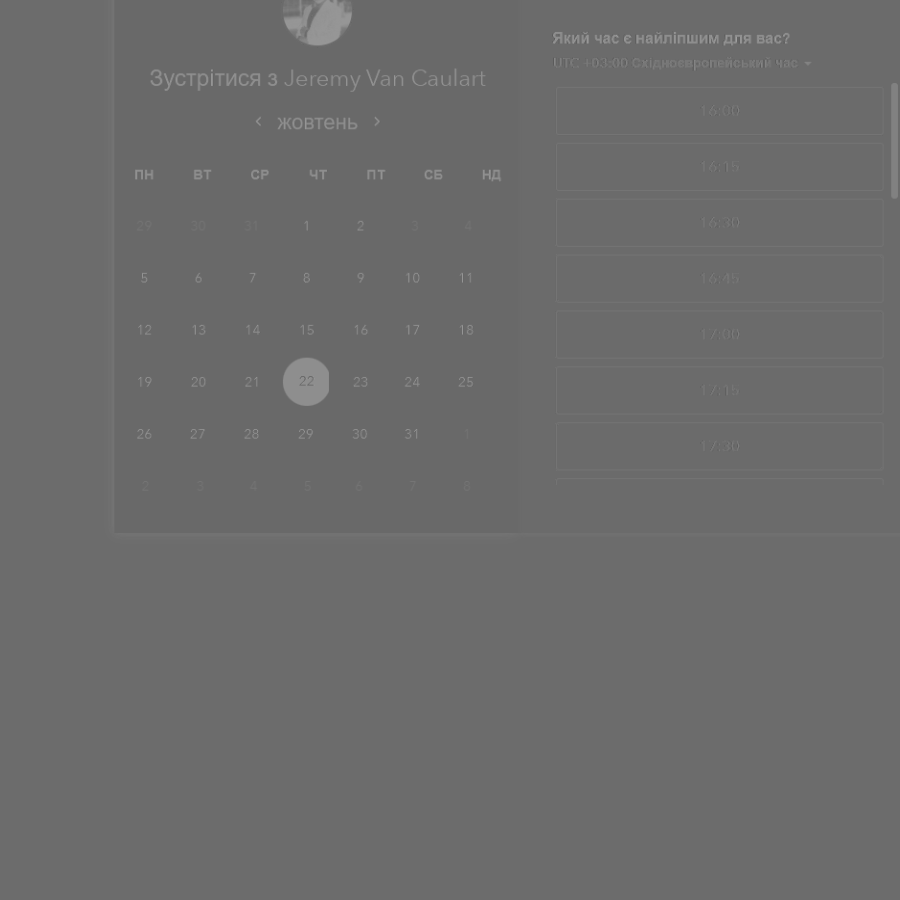 Зустрітися з Jeremy Van Caulart
жовтень
ПН ВТ СР ЧТ ПТ СБ НД
29 30 31 1 2 3 4
5 6 7 8 9 10 11
12 13 14 15 16 17 18
19 20 21 22 23 24 25
26 27 28 29 30 31 1
2 3 4 5 6 7 8
Який час є найліпшим для вас?
UTC +03:00 Східноєвропейський час
16:00
16:15
16:30
16:45
17:00
17:15
17:30